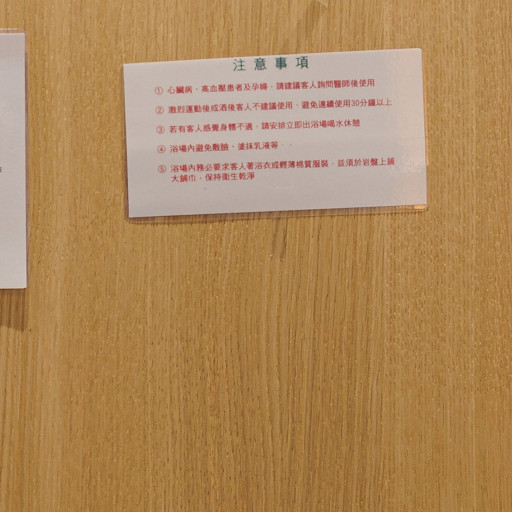 注意事項
① 心臟病、高血壓患者及孕婦，請建議客人詢問醫師後使用
② 激烈運動後或酒後客人不建議使用，避免連續使用30分鐘以上
③ 若有客人感覺身體不適，請安排立即出浴場喝水休憩
④ 浴場內避免敷臉、塗抹乳液等
⑤ 浴場內務必要求客人著浴衣或輕薄棉質服裝，並須於岩盤上鋪
大鋪巾，保持衛生乾淨